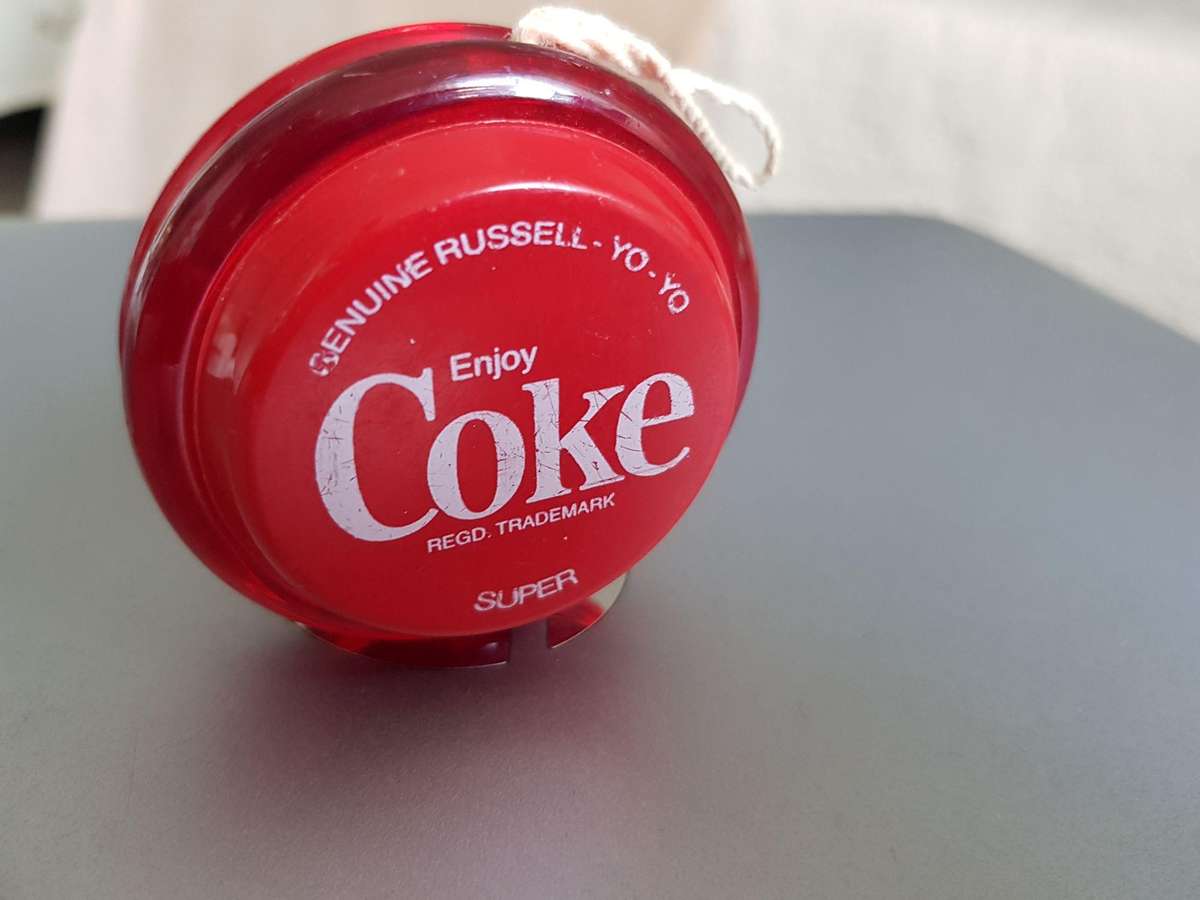 GENUINE RUSSELL - YO - YO
Enjoy
Coke
REGD. TRADEMARK
SUPER